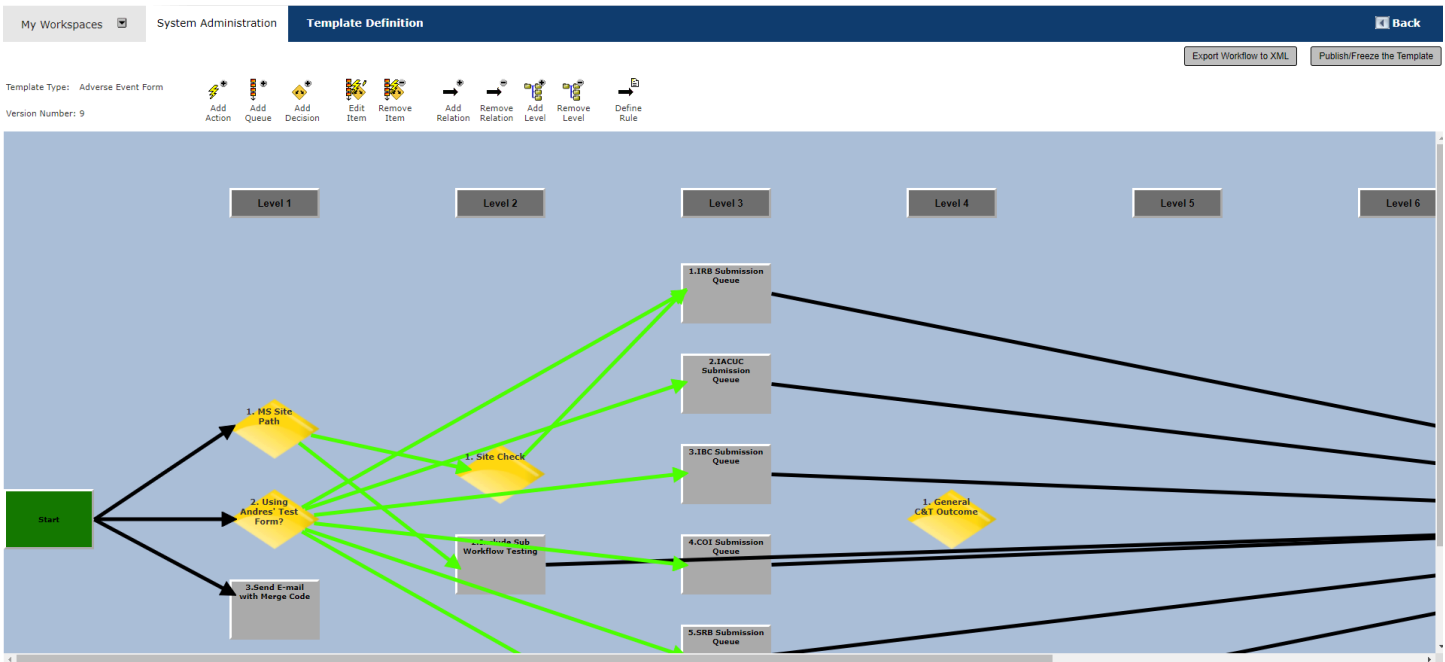 My Workspaces
System Administration
Template Definition
Back
Export Workflow to XML
Publish/Freeze the Template
Template Type: Adverse Event Form
Version Number: 9
Add
Action
Add
Queue
Add
Decision
Edit
Item
Remove
Item
Add
Relation
Remove
Relation
Add
Level
Remove
Level
Define
Rule
Level 1
Level 2
Level 3
Level 4
Level 5
Level 6
1.IRB Submission
Queue
2.IACUC
Submission
Queue
1. MS Site
Path
1. Site Check
3.IBC Submission
Queue
Start
2. Using
Andres' Test
Form?
1. General
C&T Outcome
Sub
Workflow Testing
4.COI Submission
Queue
3.Send E-mail
with Merge Code
5.SRB Submission
Queue